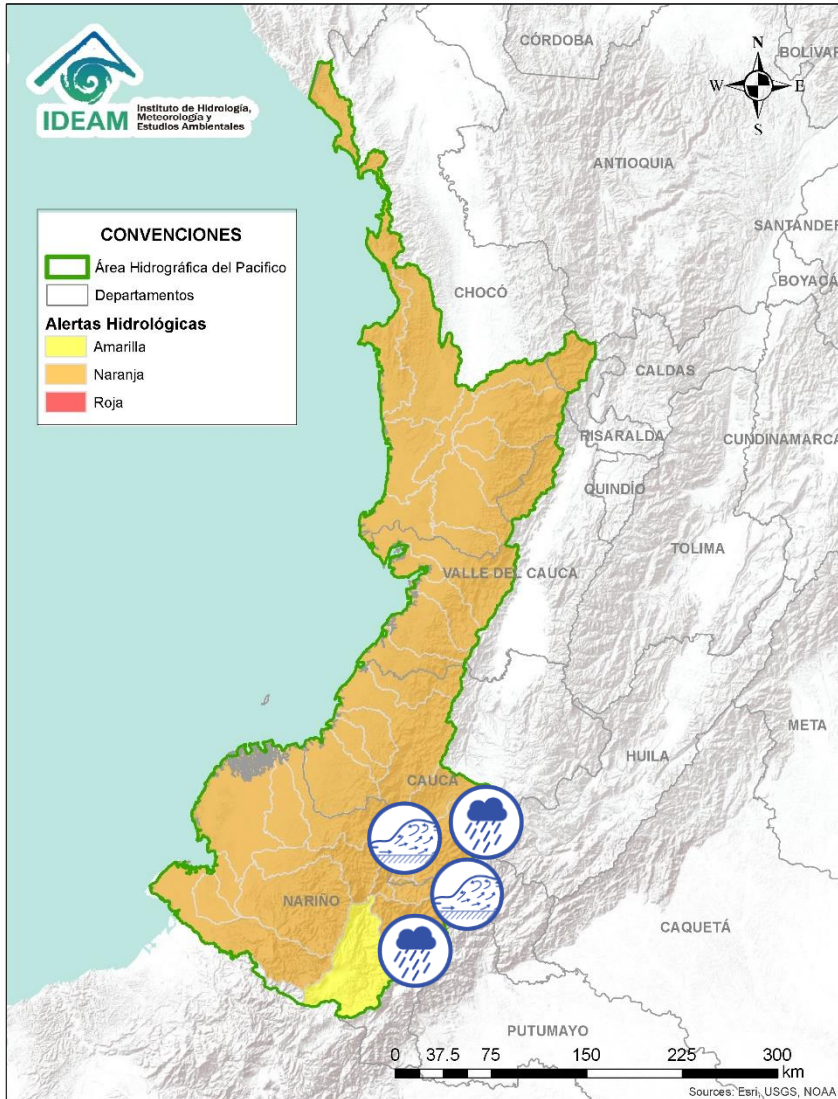 IDEAM
Instituto de Hidrología,
Meteorología y
Estudios Ambientales
CÓRDOBA
BOLÍVAR
N
W E
S
ANTIOQUIA
SANTANDER
BOYACÁ
CONVENCIONES
Área Hidrográfica del Pacifico
Departamentos
Alertas Hidrológicas
Amarilla
Naranja
Roja
CHOCÓ
CALDAS
RISARALDA
CUNDINAMARCA
QUINDÍO
TOLIMA
VALLE DEL CAUCA
META
HUILA
CAUCA
NARIÑO
CAQUETÁ
PUTUMAYO
0 37.5 75 150 225 300
km
Sources: Esri, USGS, NOAA